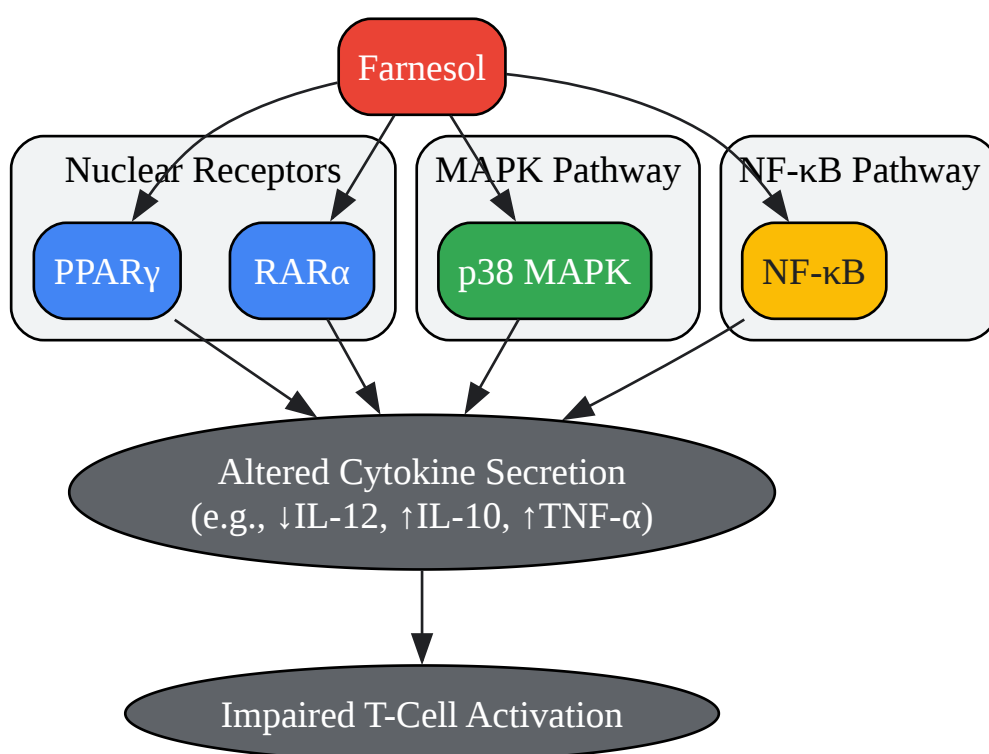 Farnesol
Nuclear Receptors
MAPK Pathway
NF-κB Pathway
PPARγ
RARα
p38 MAPK
NF-κB
Altered Cytokine Secretion
(e.g., ↓IL-12, ↑IL-10, ↑TNF-α)
Impaired T-Cell Activation